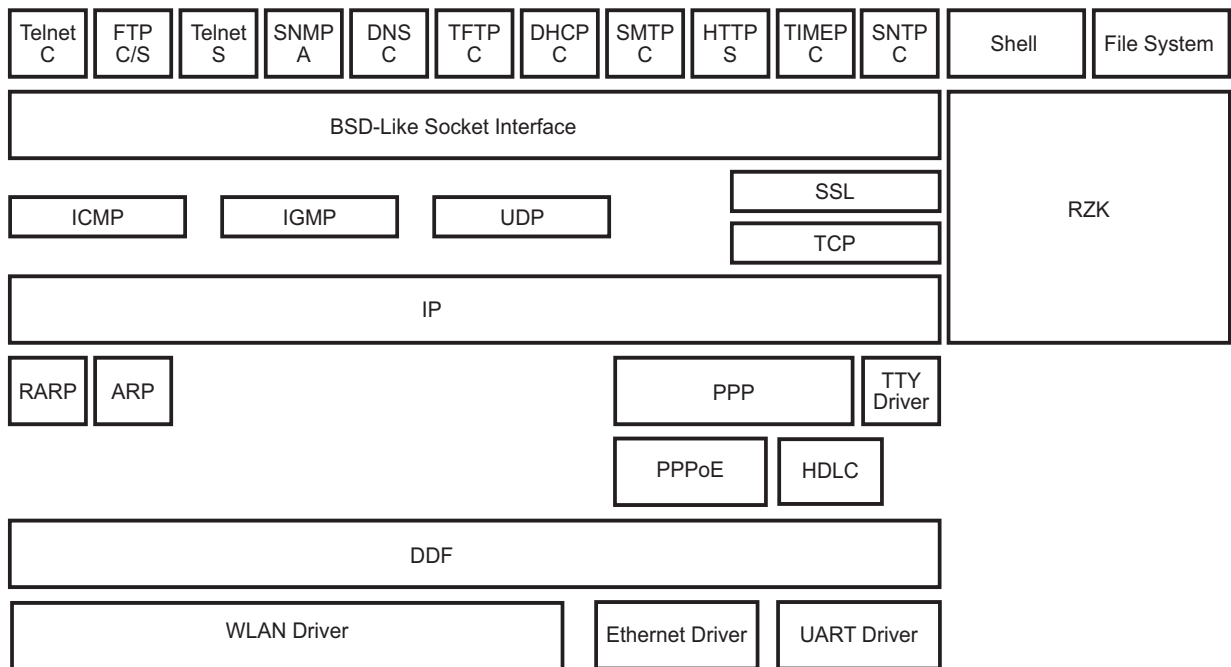 Telnet C
FTP C/S
Telnet S
SNMP A
DNS C
TFTP C
DHCP C
SMTP C
HTTP S
TIMEP C
SNTP C
Shell
File System
BSD-Like Socket Interface
RZK
SSL
ICMP
IGMP
UDP
TCP
IP
RARP
ARP
PPP
TTY Driver
PPPoE
HDLC
DDF
WLAN Driver
Ethernet Driver
UART Driver